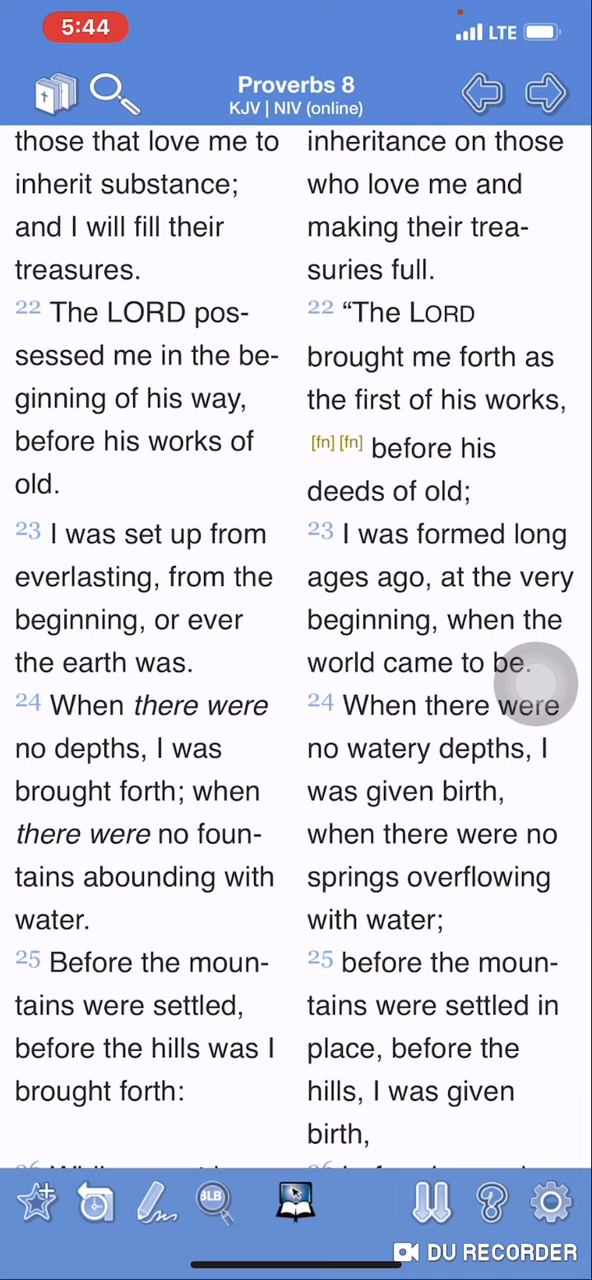 5:44
LTE
Proverbs 8
KJV | NIV (online)
those that love me to
inherit substance;
and I will fill their
treasures.
22 The LORD pos-
sessed me in the be-
ginning of his way,
before his works of
old.
23 I was set up from
everlasting, from the
beginning, or ever
the earth was.
24 When there were
no depths, I was
brought forth; when
there were no foun-
tains abounding with
water.
25 Before the moun-
tains were settled,
before the hills was I
brought forth:
inheritance on those
who love me and
making their trea-
suries full.
22 “The LORD
brought me forth as
the first of his works,
[fn] [fn] before his
deeds of old;
23 I was formed long
ages ago, at the very
beginning, when the
world came to be.
24 When there were
no watery depths, I
was given birth,
when there were no
springs overflowing
with water;
25 before the moun-
tains were settled in
place, before the
hills, I was given
birth,
BLB
DU RECORDER